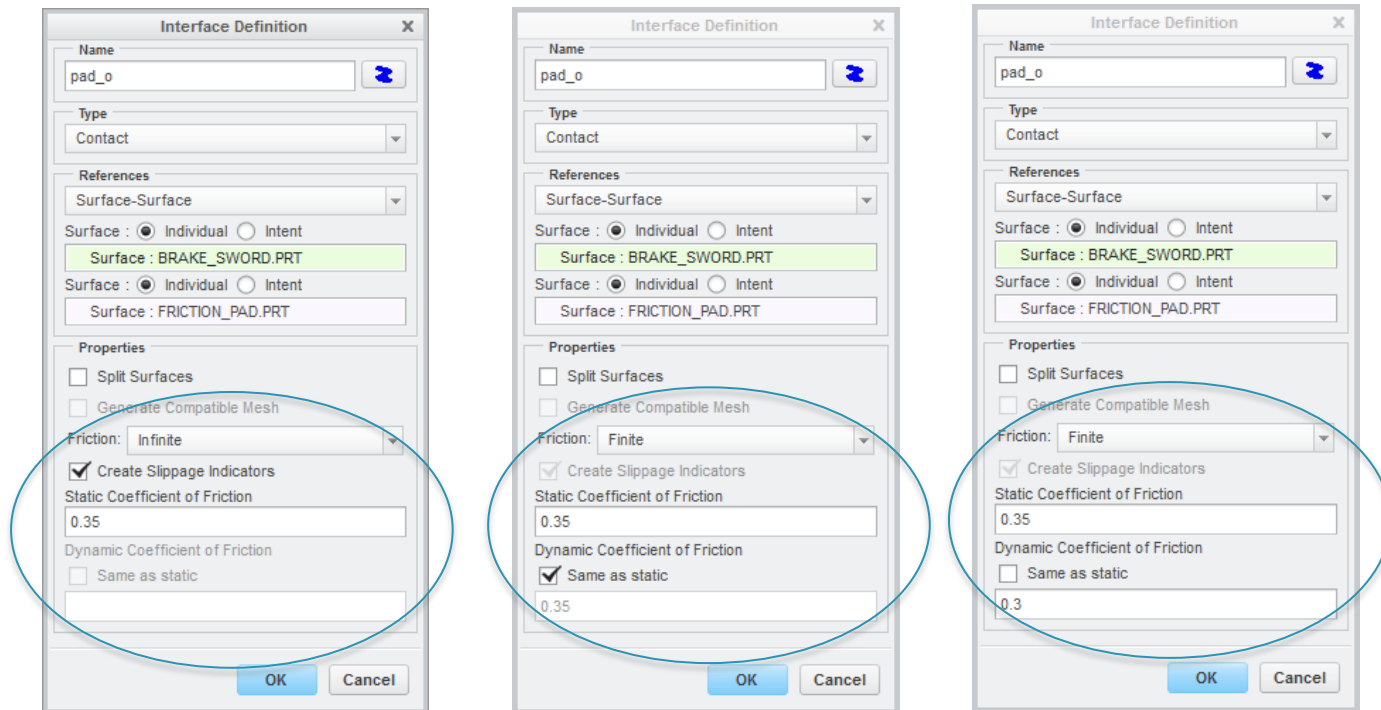 Interface Definition X
Name
pad_o
Type
Contact
References
Surface-Surface
Surface : Individual Intent
Surface : BRAKE_SWORD.PRT
Surface : Individual Intent
Surface : FRICTION_PAD.PRT
Properties
Split Surfaces
Generate Compatible Mesh
Friction: Infinite
Create Slippage Indicators
Static Coefficient of Friction
0.35
Dynamic Coefficient of Friction
Same as static
OK Cancel
Interface Definition X
Name
pad_o
Type
Contact
References
Surface-Surface
Surface : Individual Intent
Surface : BRAKE_SWORD.PRT
Surface : Individual Intent
Surface : FRICTION_PAD.PRT
Properties
Split Surfaces
Generate Compatible Mesh
Friction: Finite
Create Slippage Indicators
Static Coefficient of Friction
0.35
Dynamic Coefficient of Friction
Same as static
0.35
OK Cancel
Interface Definition X
Name
pad_o
Type
Contact
References
Surface-Surface
Surface : Individual Intent
Surface : BRAKE_SWORD.PRT
Surface : Individual Intent
Surface : FRICTION_PAD.PRT
Properties
Split Surfaces
Generate Compatible Mesh
Friction: Finite
Create Slippage Indicators
Static Coefficient of Friction
0.35
Dynamic Coefficient of Friction
Same as static
0.3
OK Cancel